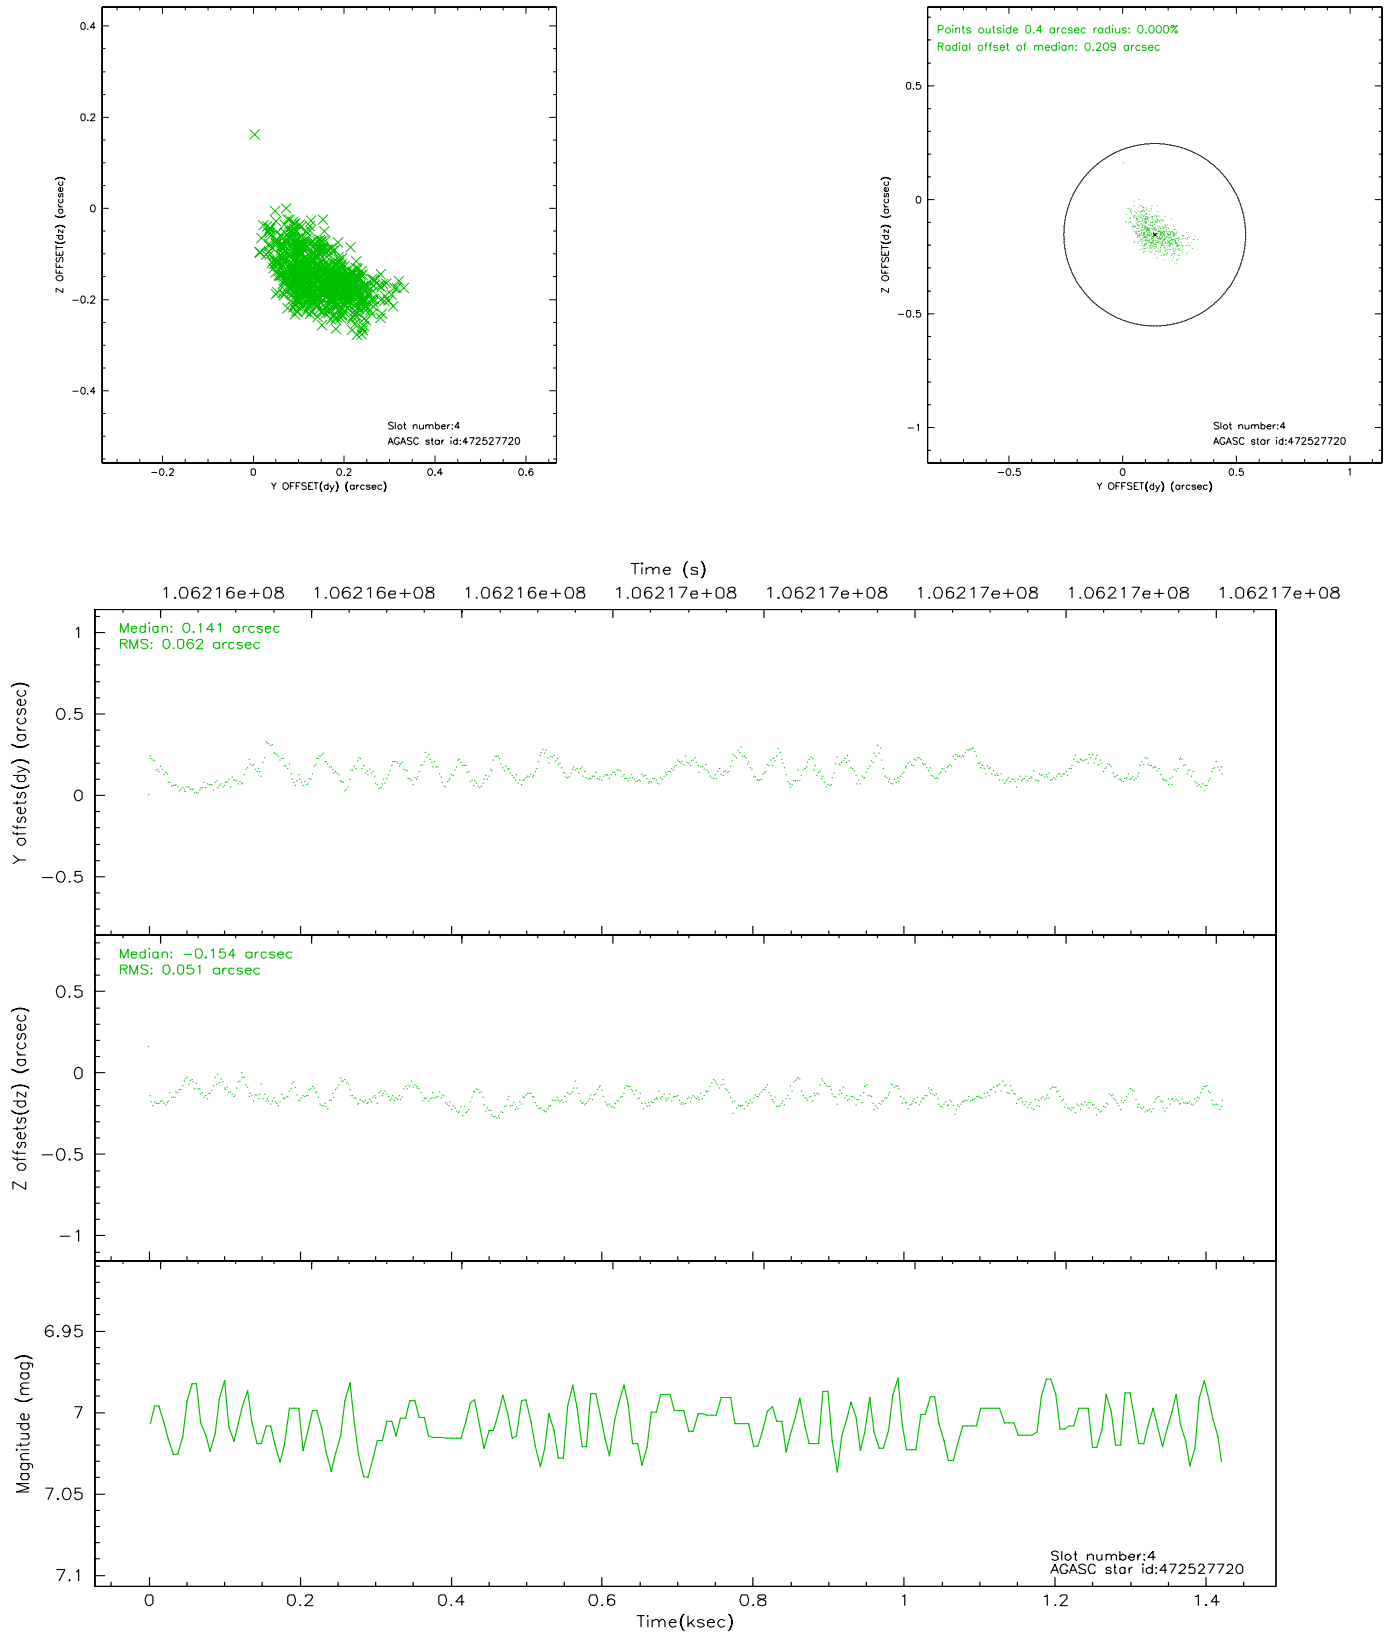 0.4
0.2
0
−0.2
−0.4
Z OFFSET(dz) (arcsec)
Slot number:4
AGASC star id:472527720
−0.2 0 0.2 0.4 0.6
Y OFFSET(dy) (arcsec)
Points outside 0.4 arcsec radius: 0.000%
Radial offset of median: 0.209 arcsec
0.5
0
−0.5
−1
Z OFFSET(dz) (arcsec)
Slot number:4
AGASC star id:472527720
−0.5 0 0.5 1
Y OFFSET(dy) (arcsec)
Time (s)
1.06216e+08 1.06216e+08 1.06216e+08 1.06217e+08 1.06217e+08 1.06217e+08 1.06217e+08 1.06217e+08
Median: 0.141 arcsec
RMS: 0.062 arcsec
1
0.5
0
−0.5
Y offsets(dy) (arcsec)
Median: −0.154 arcsec
RMS: 0.051 arcsec
0.5
0
−0.5
−1
Z offsets(dz) (arcsec)
6.95
7
7.05
7.1
Magnitude (mag)
Slot number:4
AGASC star id:472527720
0 0.2 0.4 0.6 0.8 1 1.2 1.4
Time(ksec)